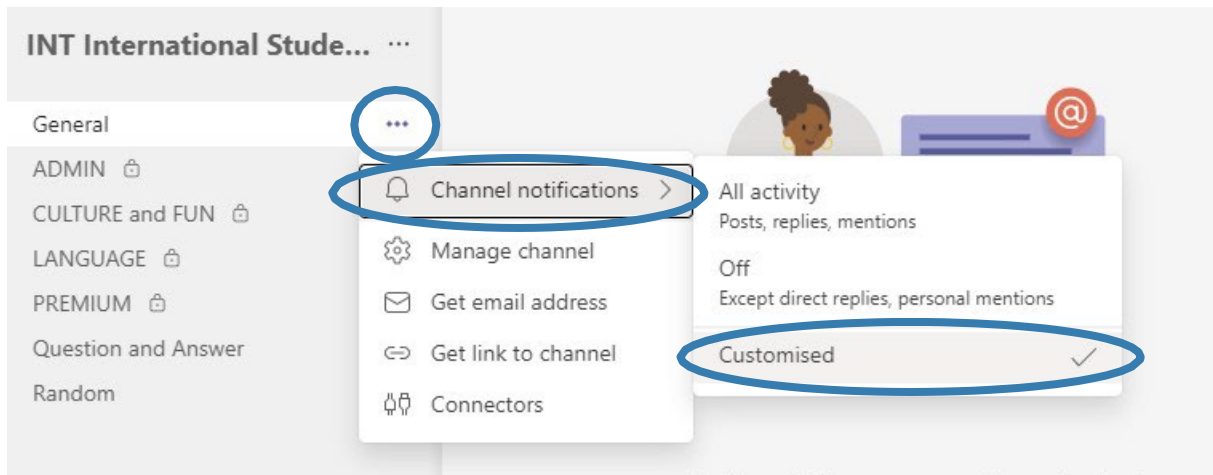 INT International Stude... ...
General ...
ADMIN
CULTURE and FUN
LANGUAGE
PREMIUM
Question and Answer
Random
Channel notifications
Manage channel
Get email address
Get link to channel
Connectors
@
All activity
Posts, replies, mentions
Off
Except direct replies, personal mentions
Customised